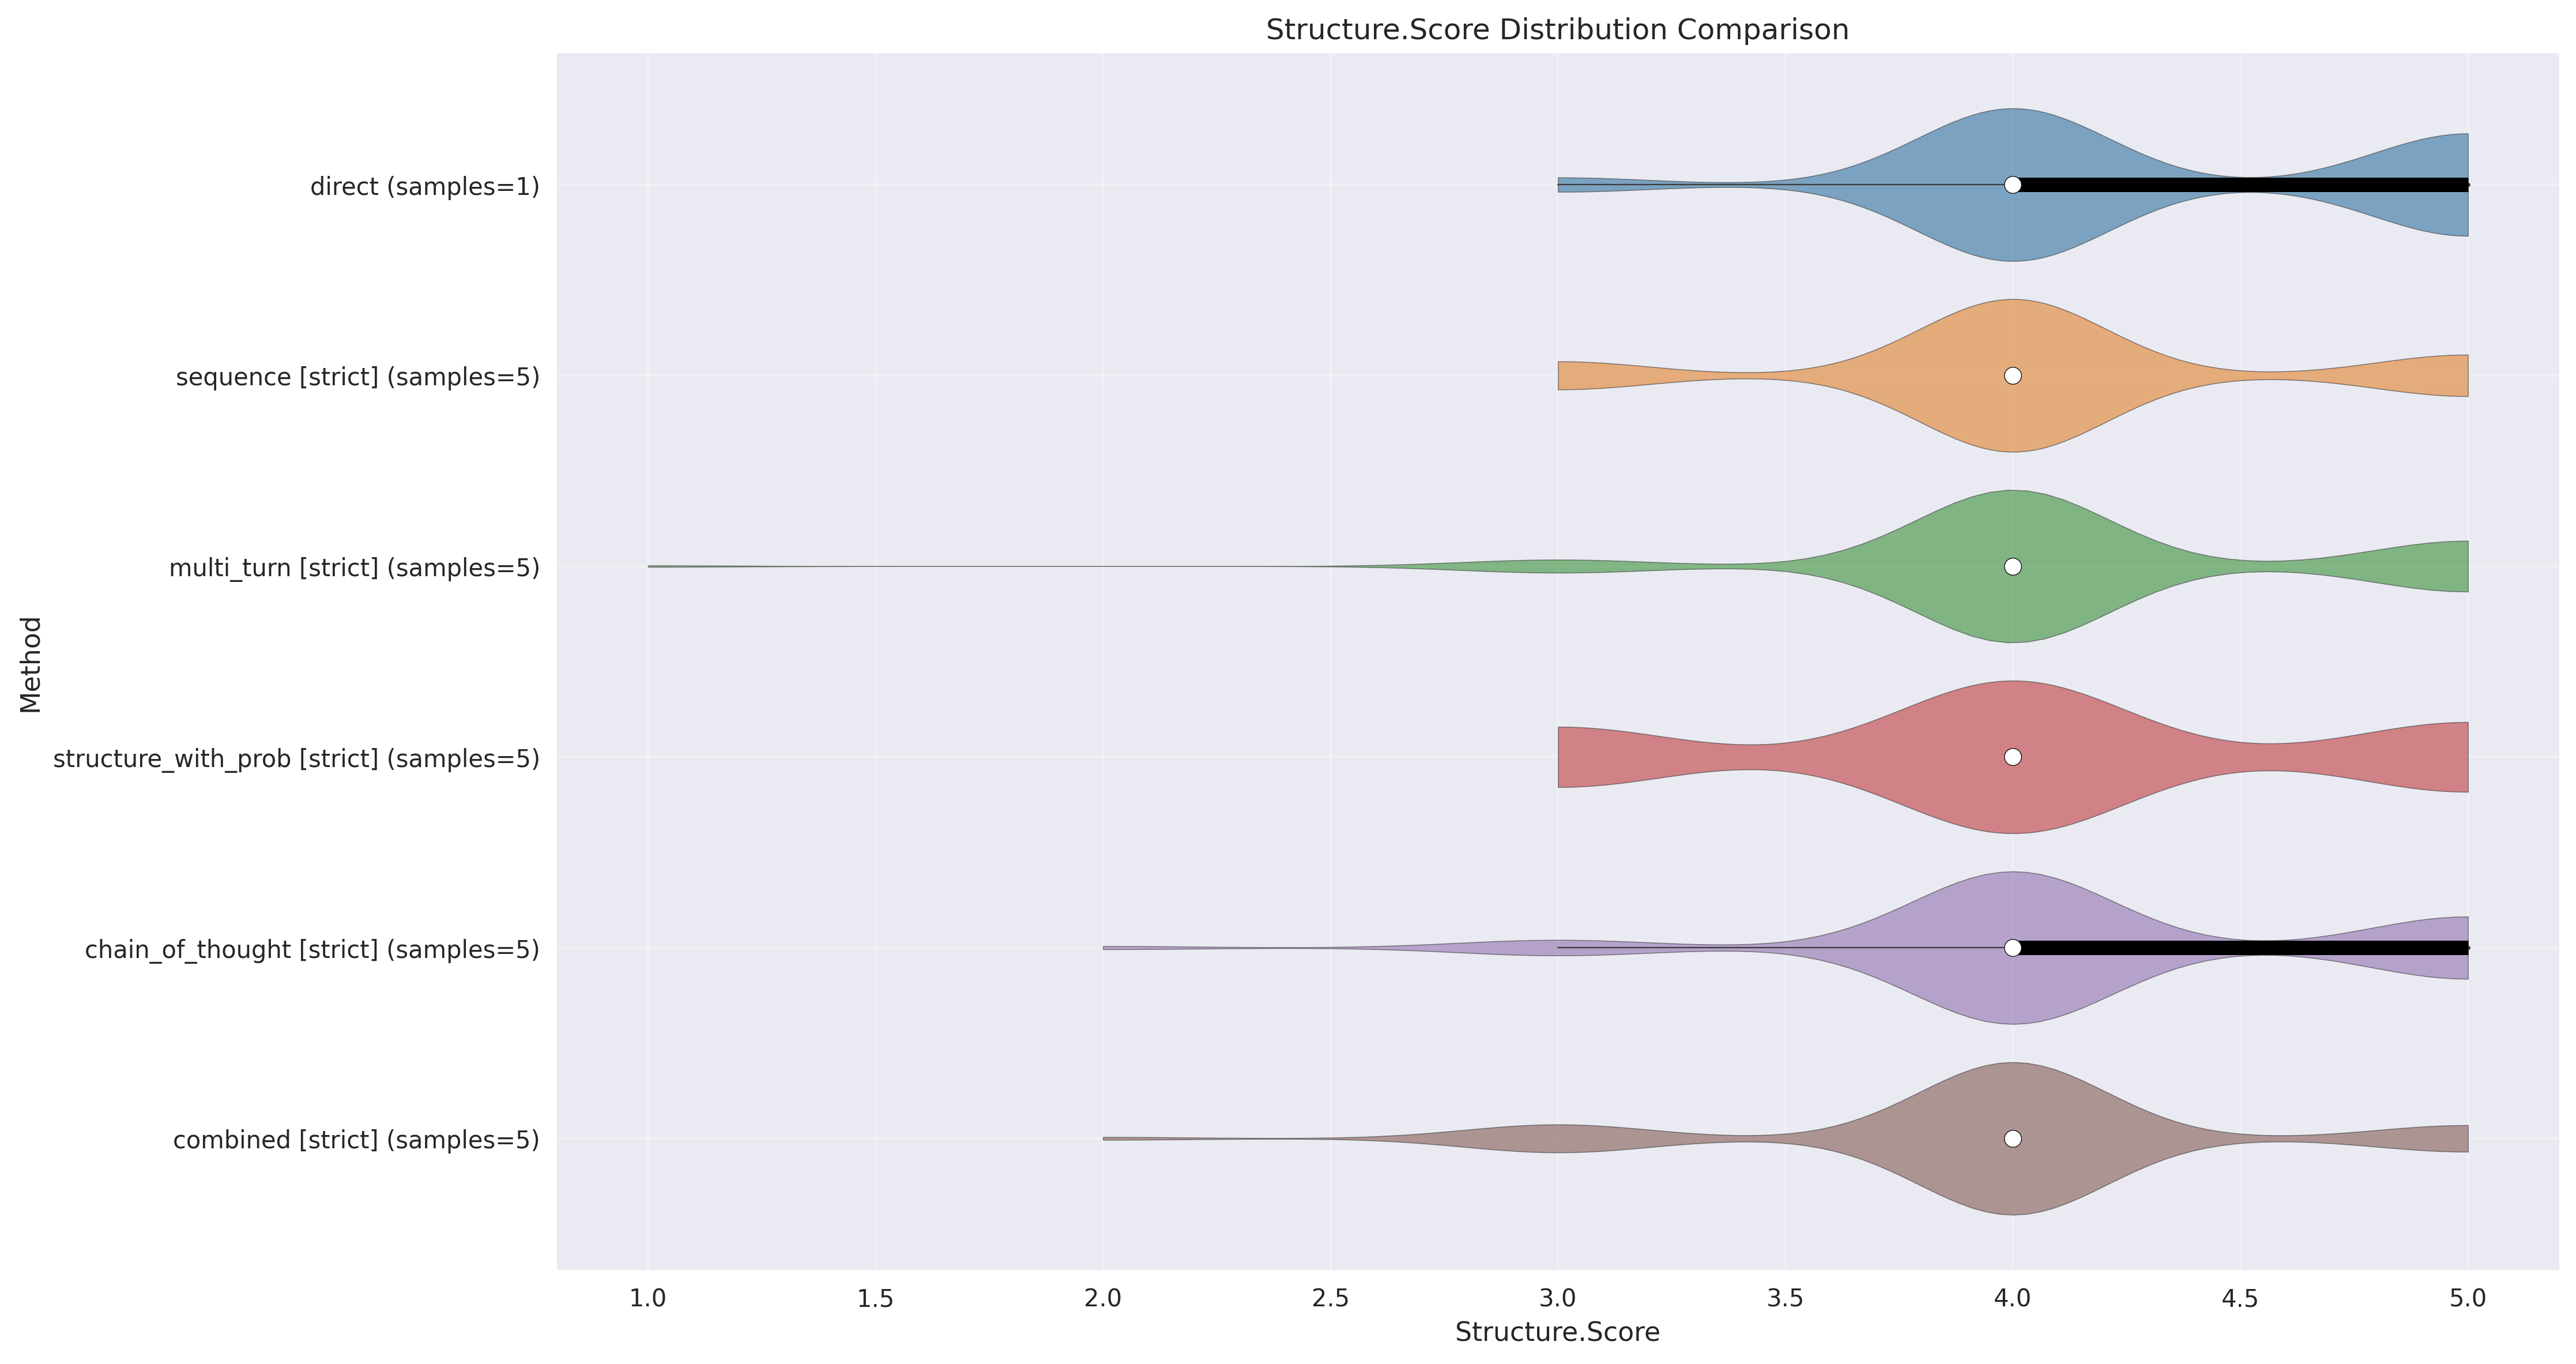 Structure.Score Distribution Comparison
direct (samples=1)
sequence [strict] (samples=5)
multi_turn [strict] (samples=5)
structure_with_prob [strict] (samples=5)
chain_of_thought [strict] (samples=5)
combined [strict] (samples=5)
Method
1.0 1.5 2.0 2.5 3.0 3.5 4.0 4.5 5.0
Structure.Score